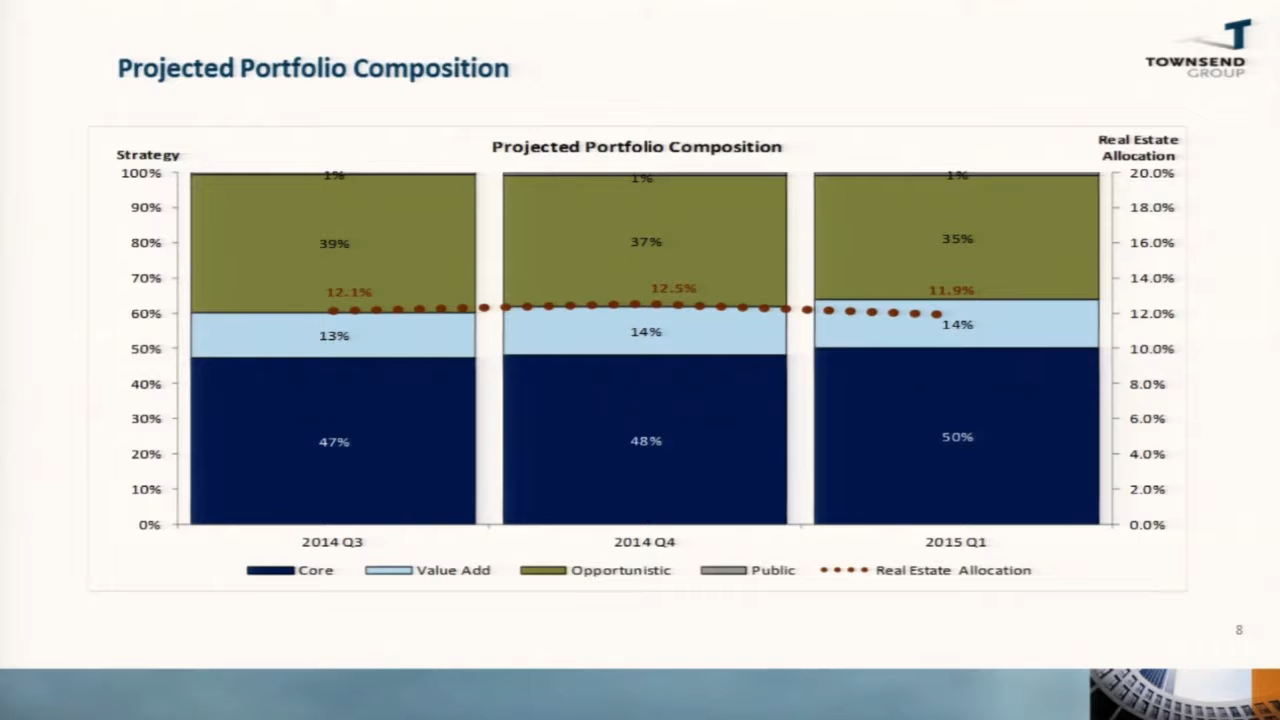 Projected Portfolio Composition
TOWNSEND
GROUP
Strategy
Projected Portfolio Composition
Real Estate
Allocation
100%
90%
80%
70%
60%
50%
40%
30%
20%
10%
0%
1%
1%
1%
39%
37%
35%
12.1%
12.5%
11.9%
13%
14%
14%
47%
48%
50%
20.0%
18.0%
16.0%
14.0%
12.0%
10.0%
8.0%
6.0%
4.0%
2.0%
0.0%
2014 Q3
2014 Q4
2015 Q1
Core
Value Add
Opportunistic
Public
Real Estate Allocation
8